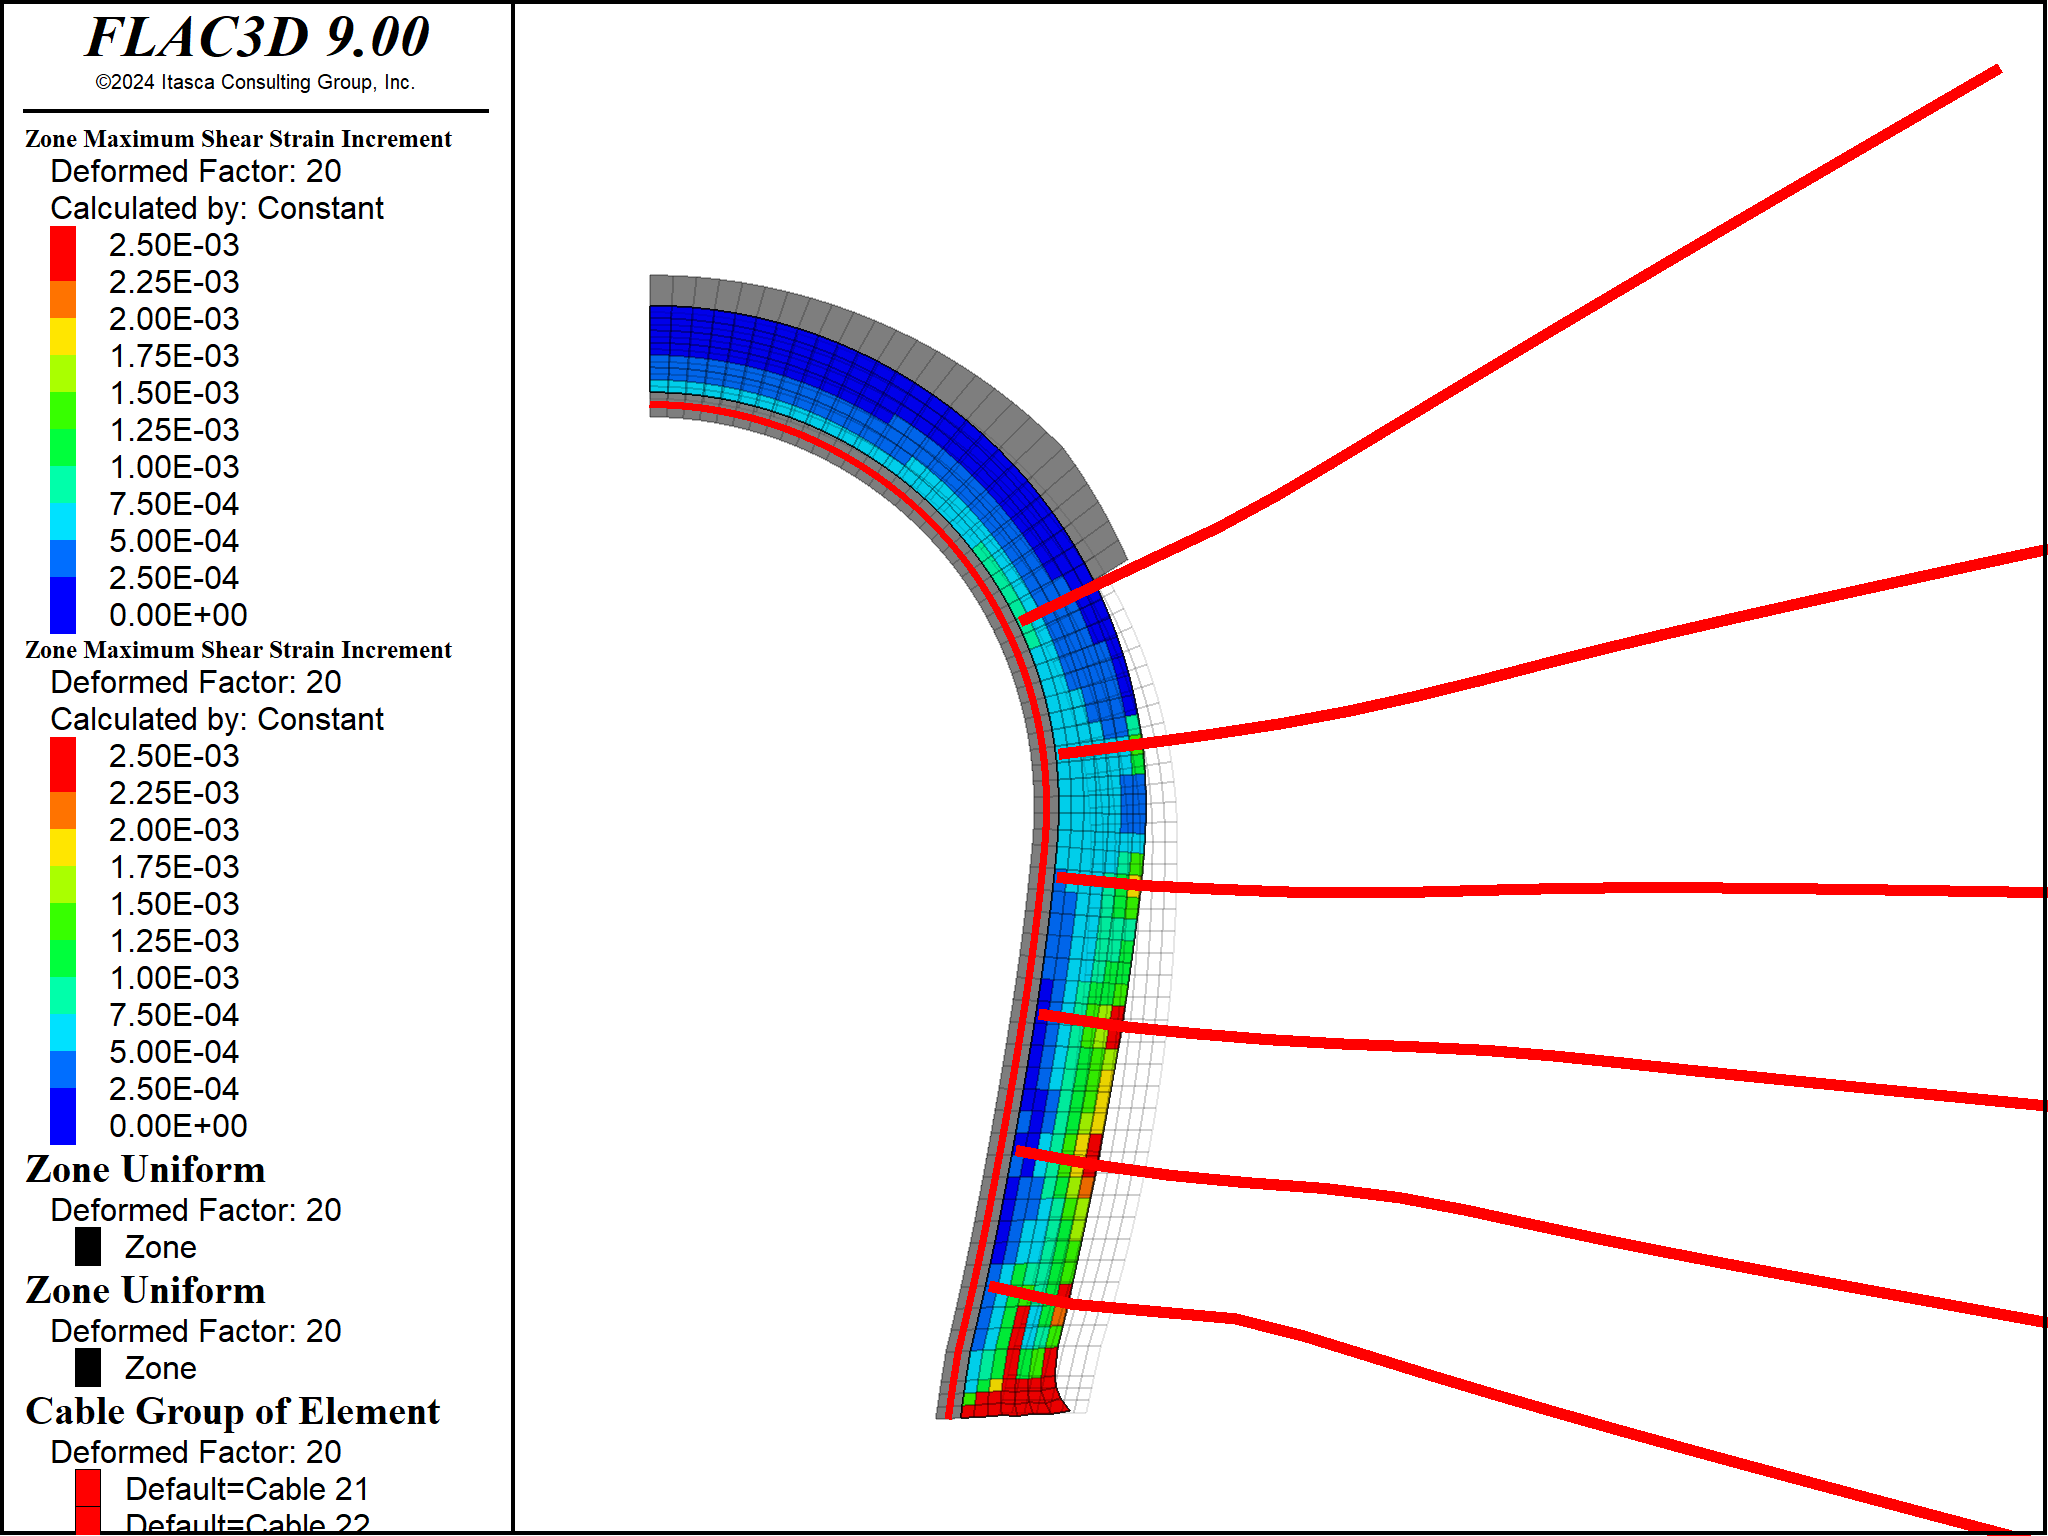 FLAC3D 9.00
©2024 Itasca Consulting Group, Inc.
Zone Maximum Shear Strain Increment
Deformed Factor: 20
Calculated by: Constant
2.50E-03
2.25E-03
2.00E-03
1.75E-03
1.50E-03
1.25E-03
1.00E-03
7.50E-04
5.00E-04
2.50E-04
0.00E+00
Zone Maximum Shear Strain Increment
Deformed Factor: 20
Calculated by: Constant
2.50E-03
2.25E-03
2.00E-03
1.75E-03
1.50E-03
1.25E-03
1.00E-03
7.50E-04
5.00E-04
2.50E-04
0.00E+00
Zone Uniform
Deformed Factor: 20
Zone
Zone Uniform
Deformed Factor: 20
Zone
Cable Group of Element
Deformed Factor: 20
Default=Cable 21
Default=Cable 22